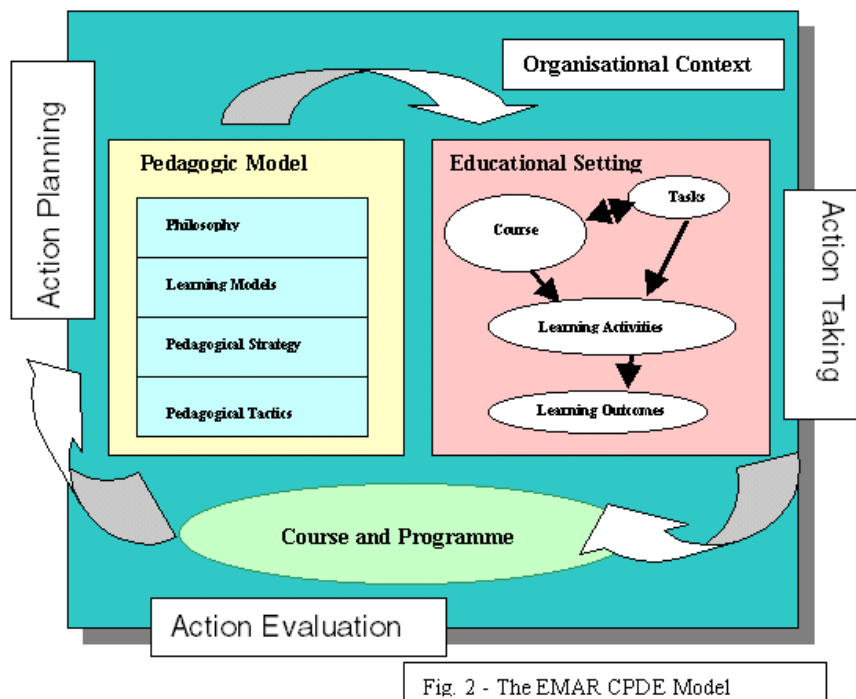 Organisational Context
Action Planning
Pedagogic Model
Philosophy
Learning Models
Pedagogical Strategy
Pedagogical Tactics
Educational Setting
Tasks
Course
Learning Activities
Learning Outcomes
Action Taking
Course and Programme
Action Evaluation
Fig. 2 - The EMAR CPDE Model